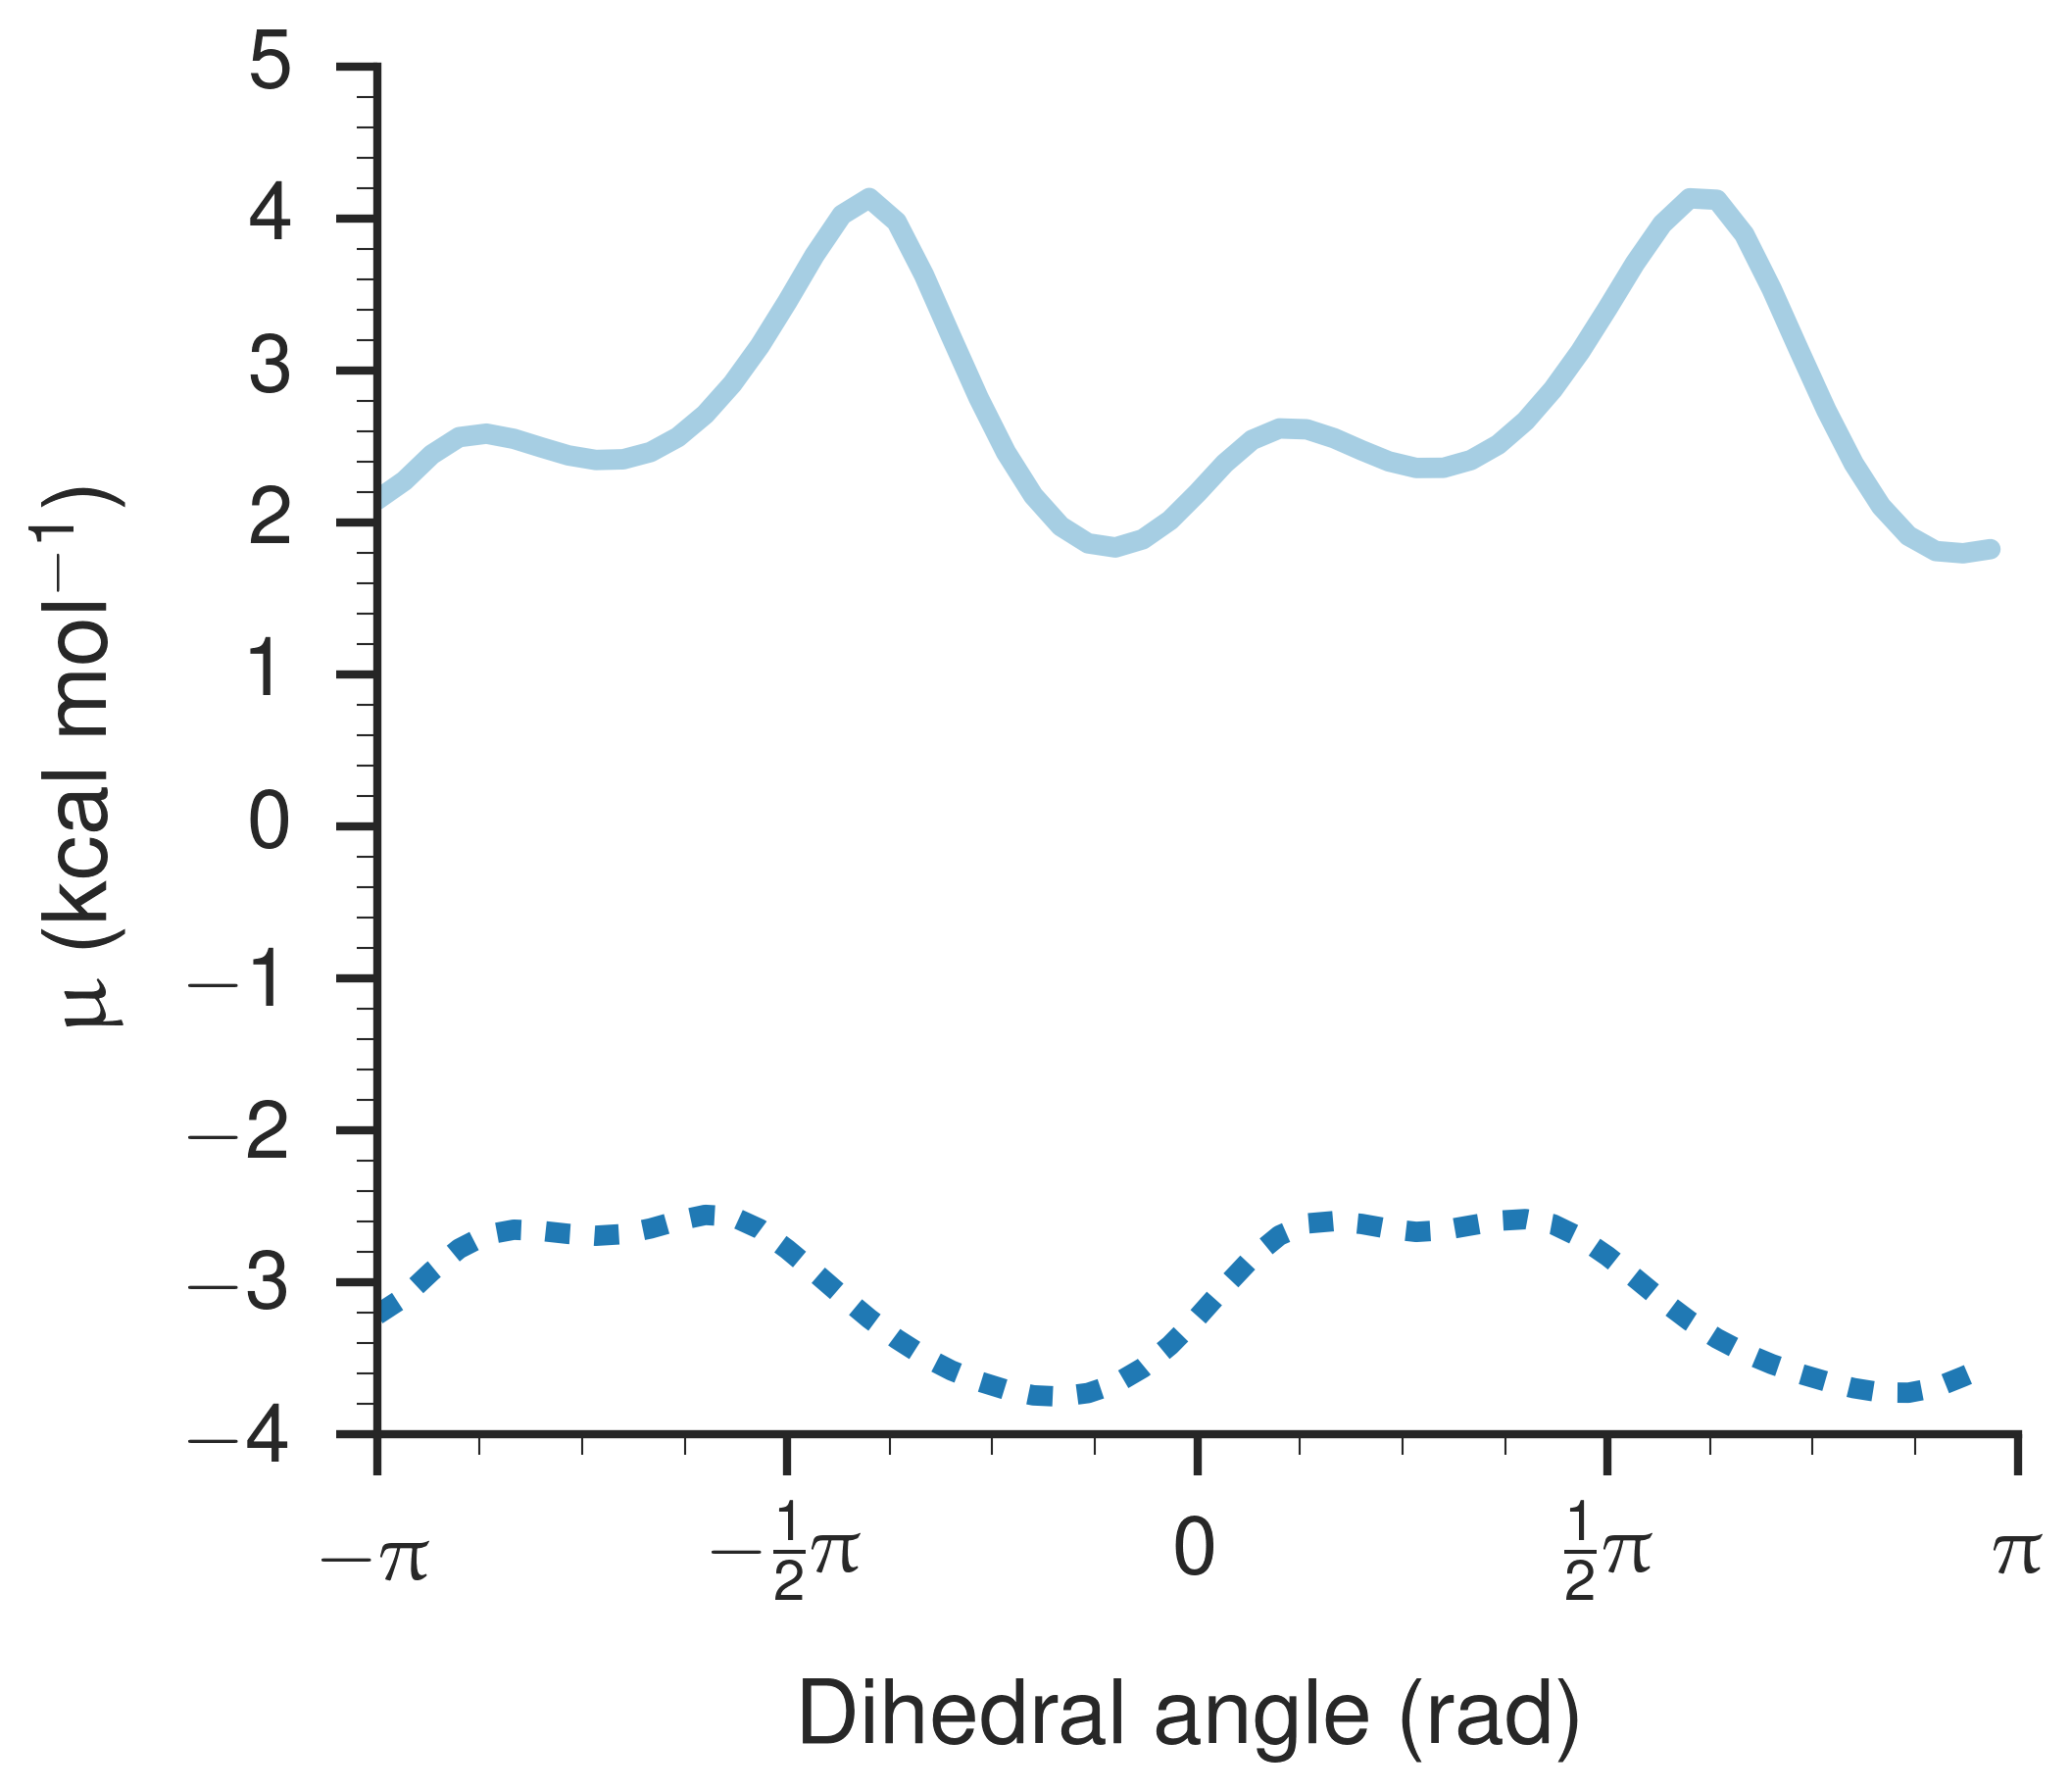 5
4
3
2
1
0
−1
−2
−3
−4
μ (kcal mol⁻¹)
−π
−1/2π
0
1/2π
π
Dihedral angle (rad)